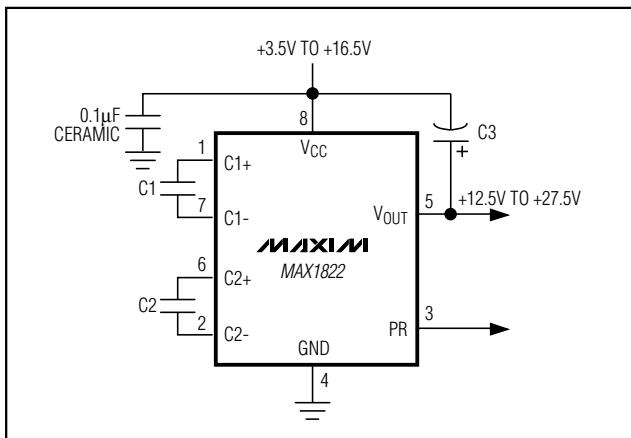 +3.5V TO +16.5V
0.1µF
CERAMIC
8
VCC
C3
+
1
C1+
C1
7
C1-
5
VOUT
+12.5V TO +27.5V
MAXIM
MAX1822
6
C2+
C2
2
C2-
3
PR
GND
4